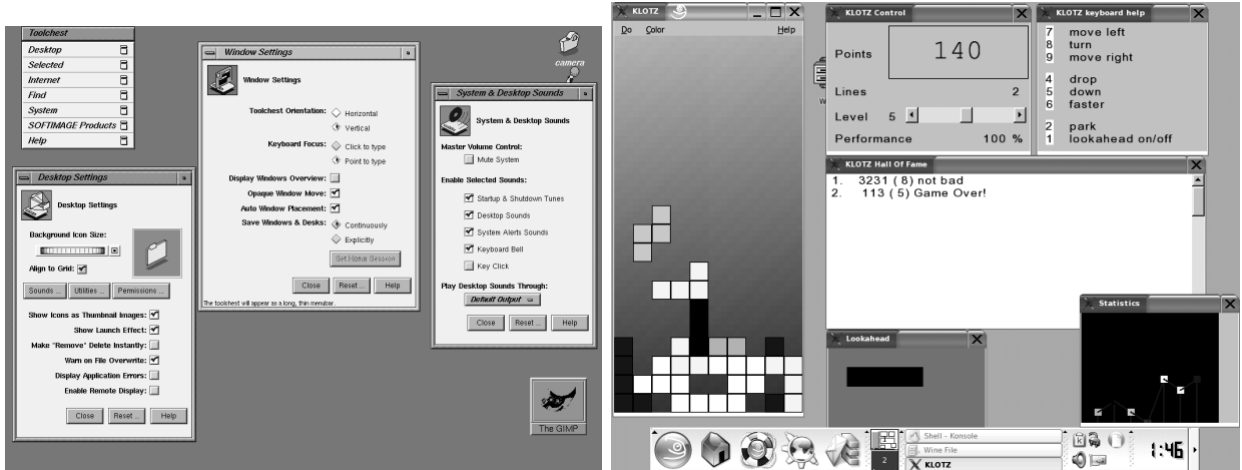 Toolchest
Desktop
Selected
Internet
Find
System
SOFTIMAGE Products
Help
Window Settings
Window Settings
Toolchest Orientation:
Horizontal
Vertical
Keyboard Focus:
Click to type
Point to type
Display Windows Overview:
Opaque Window Move:
Auto Window Placement:
Save Windows & Desks:
Continuously
Explicitly
Set Home Session
Close Reset... Help
The toolchest will appear as a long, thin menubar.
camera
System & Desktop Sounds
System & Desktop Sounds
Master Volume Control:
Mute System
Enable Selected Sounds:
Startup & Shutdown Tunes
Desktop Sounds
System Alerts Sounds
Keyboard Bell
Key Click
Play Desktop Sounds Through:
Default Output
Close Reset... Help
Desktop Settings
Desktop Settings
Background Icon Size:
Align to Grid:
Sounds... Utilities... Permissions...
Show Icons as Thumbnail Images:
Show Launch Effect:
Make "Remove" Delete Instantly:
Warn on File Overwrite:
Display Application Errors:
Enable Remote Display:
Close Reset... Help
The GIMP
KLOTZ
Do Color Help
KLOTZ Control
Points 140
Lines 2
Level 5
Performance 100 %
KLOTZ keyboard help
7 move left
8 turn
9 move right
4 drop
5 down
6 faster
2 park
1 lookahead on/off
KLOTZ Hall Of Fame
1. 3231 ( 8) not bad
2. 113 ( 5) Game Over!
Lookahead
Statistics
2
Shell - Konsole
Wine File
KLOTZ
1:46